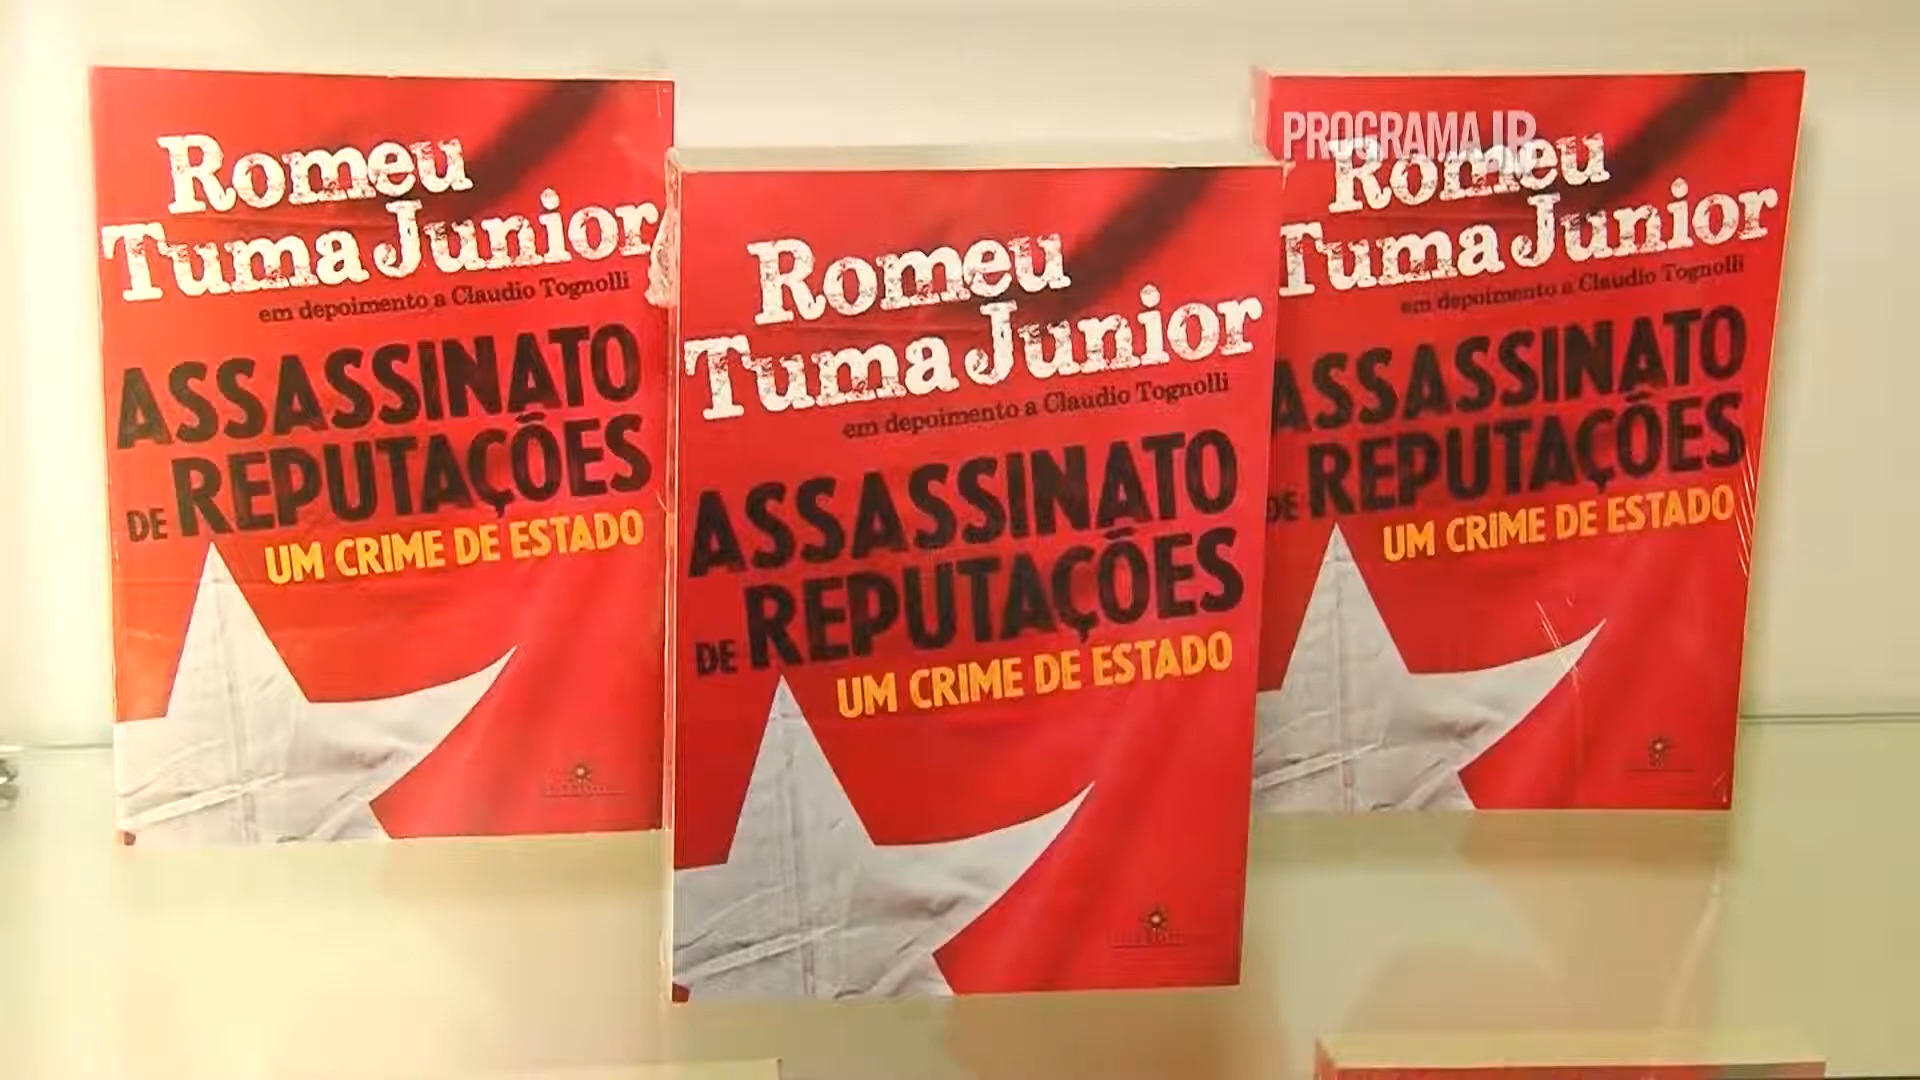 Romeu
Tuma Junior
em depoimento a Claudio Tognolli
ASSASSINATO
DE REPUTAÇÕES
UM CRIME DE ESTADO
Romeu
Tuma Junior
em depoimento a Claudio Tognolli
ASSASSINATO
DE REPUTAÇÕES
UM CRIME DE ESTADO
PROGRAMA JR
Romeu
Tuma Junior
em depoimento a Claudio Tognolli
ASSASSINATO
DE REPUTAÇÕES
UM CRIME DE ESTADO